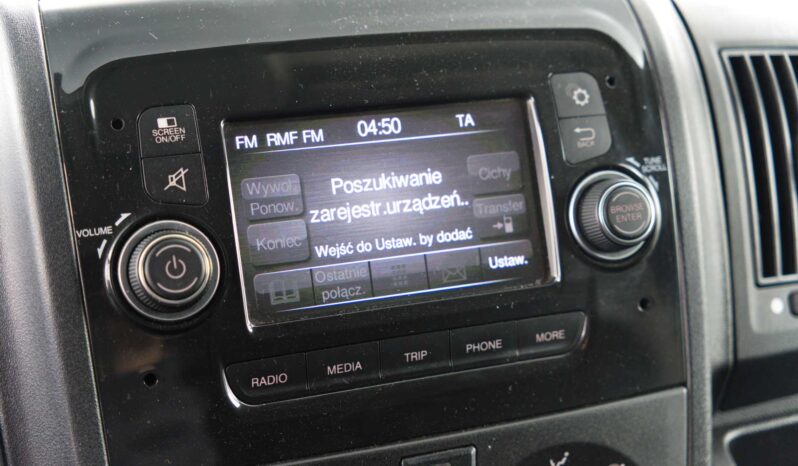 SCREEN
ON/OFF
FM RMF FM 04:50 TA
BACK
Wywoł.
Ponow.
Poszukiwanie
zarejestr.urządzeń..
Cichy
Transfer
Koniec
Wejść do Ustaw. by dodać
Ostatnie
połącz.
Ustaw.
VOLUME
TUNE
SCROLL
BROWSE
ENTER
RADIO MEDIA TRIP PHONE MORE